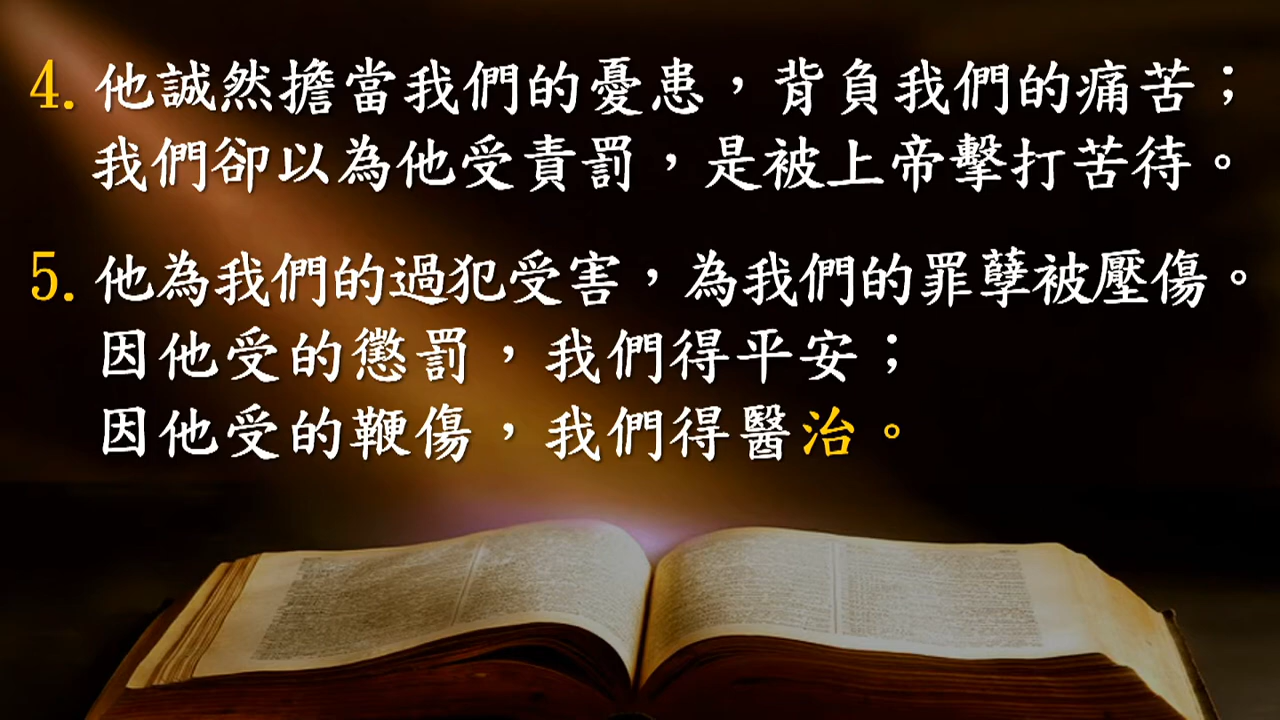 4. 他誠然擔當我們的憂患，背負我們的痛苦；
我們卻以為他受責罰，是被上帝擊打苦待。
5. 他為我們的過犯受害，為我們的罪孽被壓傷。
因他受的懲罰，我們得平安；
因他受的鞭傷，我們得醫治。